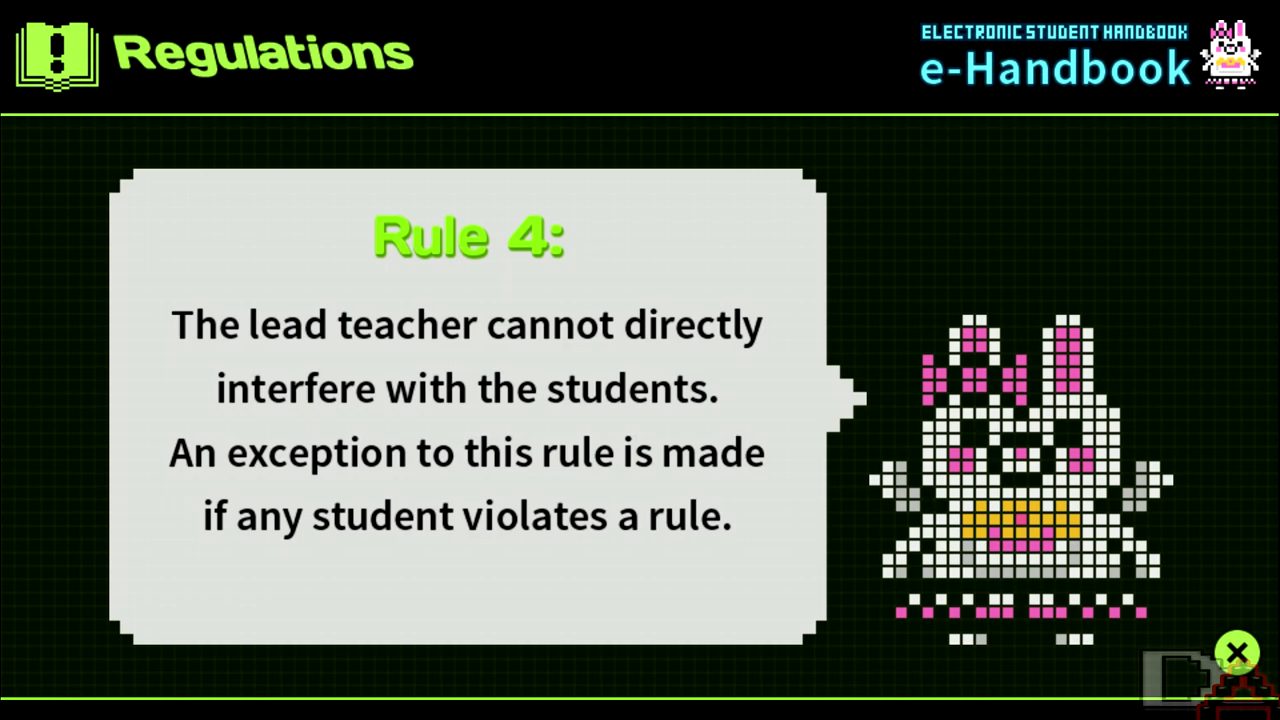 Regulations
ELECTRONIC STUDENT HANDBOOK
e-Handbook
Rule 4:
The lead teacher cannot directly
interfere with the students.
An exception to this rule is made
if any student violates a rule.